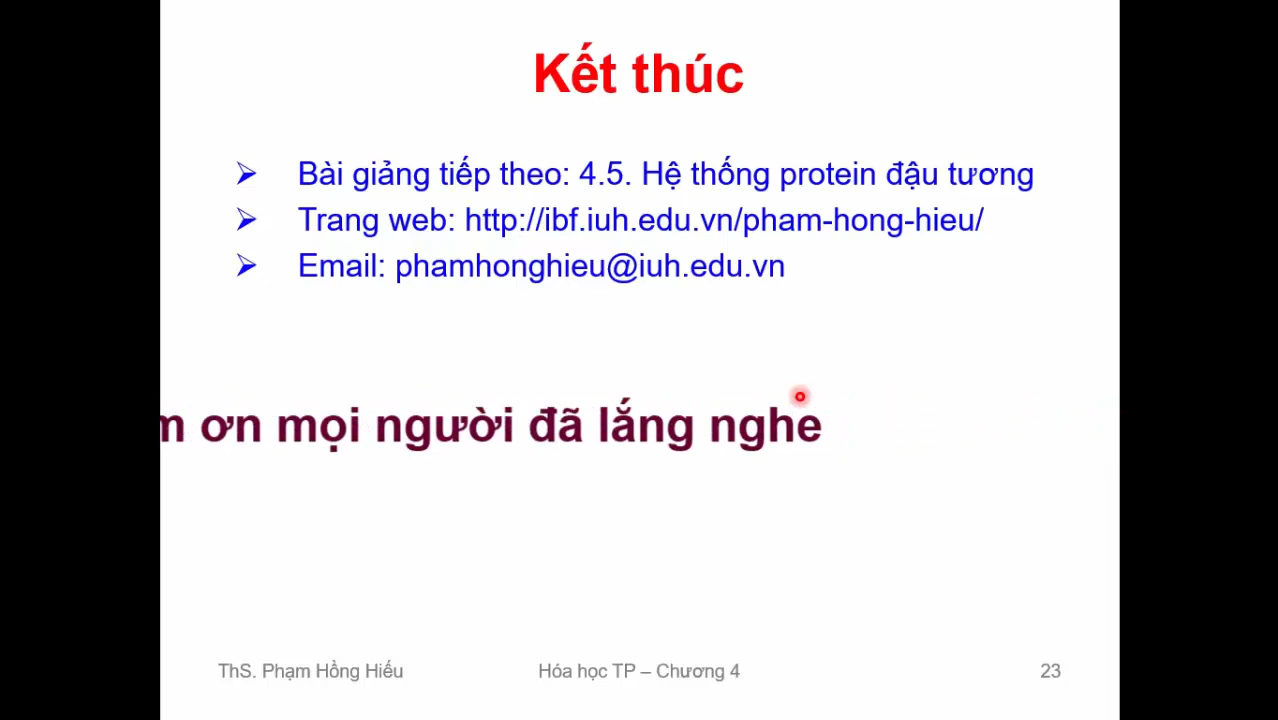 Kết thúc
Bài giảng tiếp theo: 4.5. Hệ thống protein đậu tương
Trang web: http://ibf.iuh.edu.vn/pham-hong-hieu/
Email: phamhonghieu@iuh.edu.vn
m ơn mọi người đã lắng nghe
ThS. Phạm Hồng Hiếu Hóa học TP – Chương 4 23